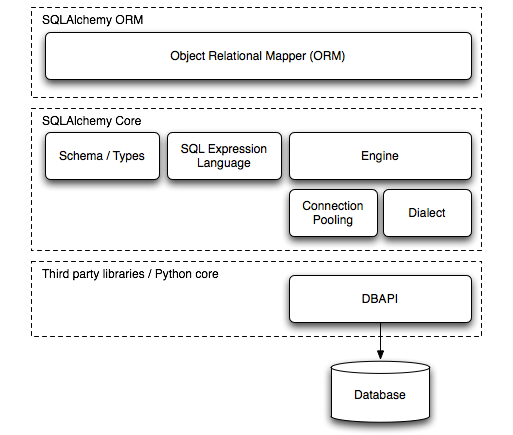 SQLAlchemy ORM
Object Relational Mapper (ORM)
SQLAlchemy Core
Schema / Types
SQL Expression
Language
Engine
Connection
Pooling
Dialect
Third party libraries / Python core
DBAPI
Database